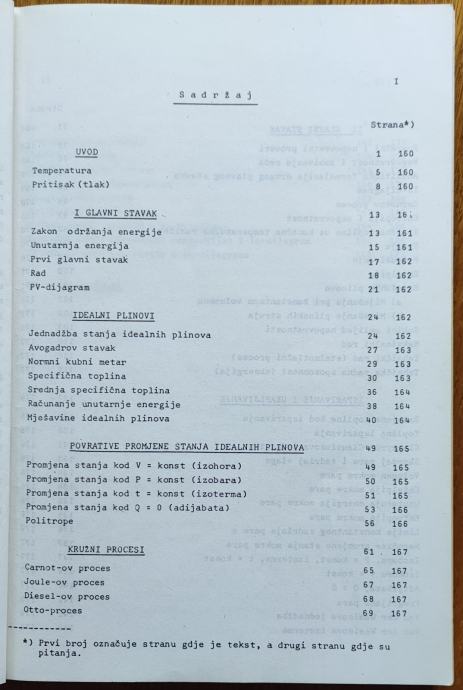 I
S a d r ž a j
Strana*)
UVOD 1 160
Temperatura 5 160
Pritisak (tlak) 8 160
I GLAVNI STAVAK 13 161
Zakon održanja energije 13 161
Unutarnja energija 15 161
Prvi glavni stavak 17 162
Rad 18 162
PV-dijagram 21 162
IDEALNI PLINOVI 24 162
Jednadžba stanja idealnih plinova 24 162
Avogadrov stavak 27 163
Normni kubni metar 29 163
Specifična toplina 30 163
Srednja specifična toplina 36 164
Računanje unutarnje energije 38 164
Mješavine idealnih plinova 40 164
POVRATIVE PROMJENE STANJA IDEALNIH PLINOVA 49 165
Promjena stanja kod V = konst (izohora) 49 165
Promjena stanja kod P = konst (izobara) 50 165
Promjena stanja kod t = konst (izoterma) 51 165
Promjena stanja kod Q = 0 (adijabata) 53 166
Politrope 56 166
KRUŽNI PROCESI 61 167
Carnot-ov proces 65 167
Joule-ov proces 67 167
Diesel-ov proces 68 167
Otto-proces 69 167
*) Prvi broj označuje stranu gdje je tekst, a drugi stranu gdje su
pitanja.